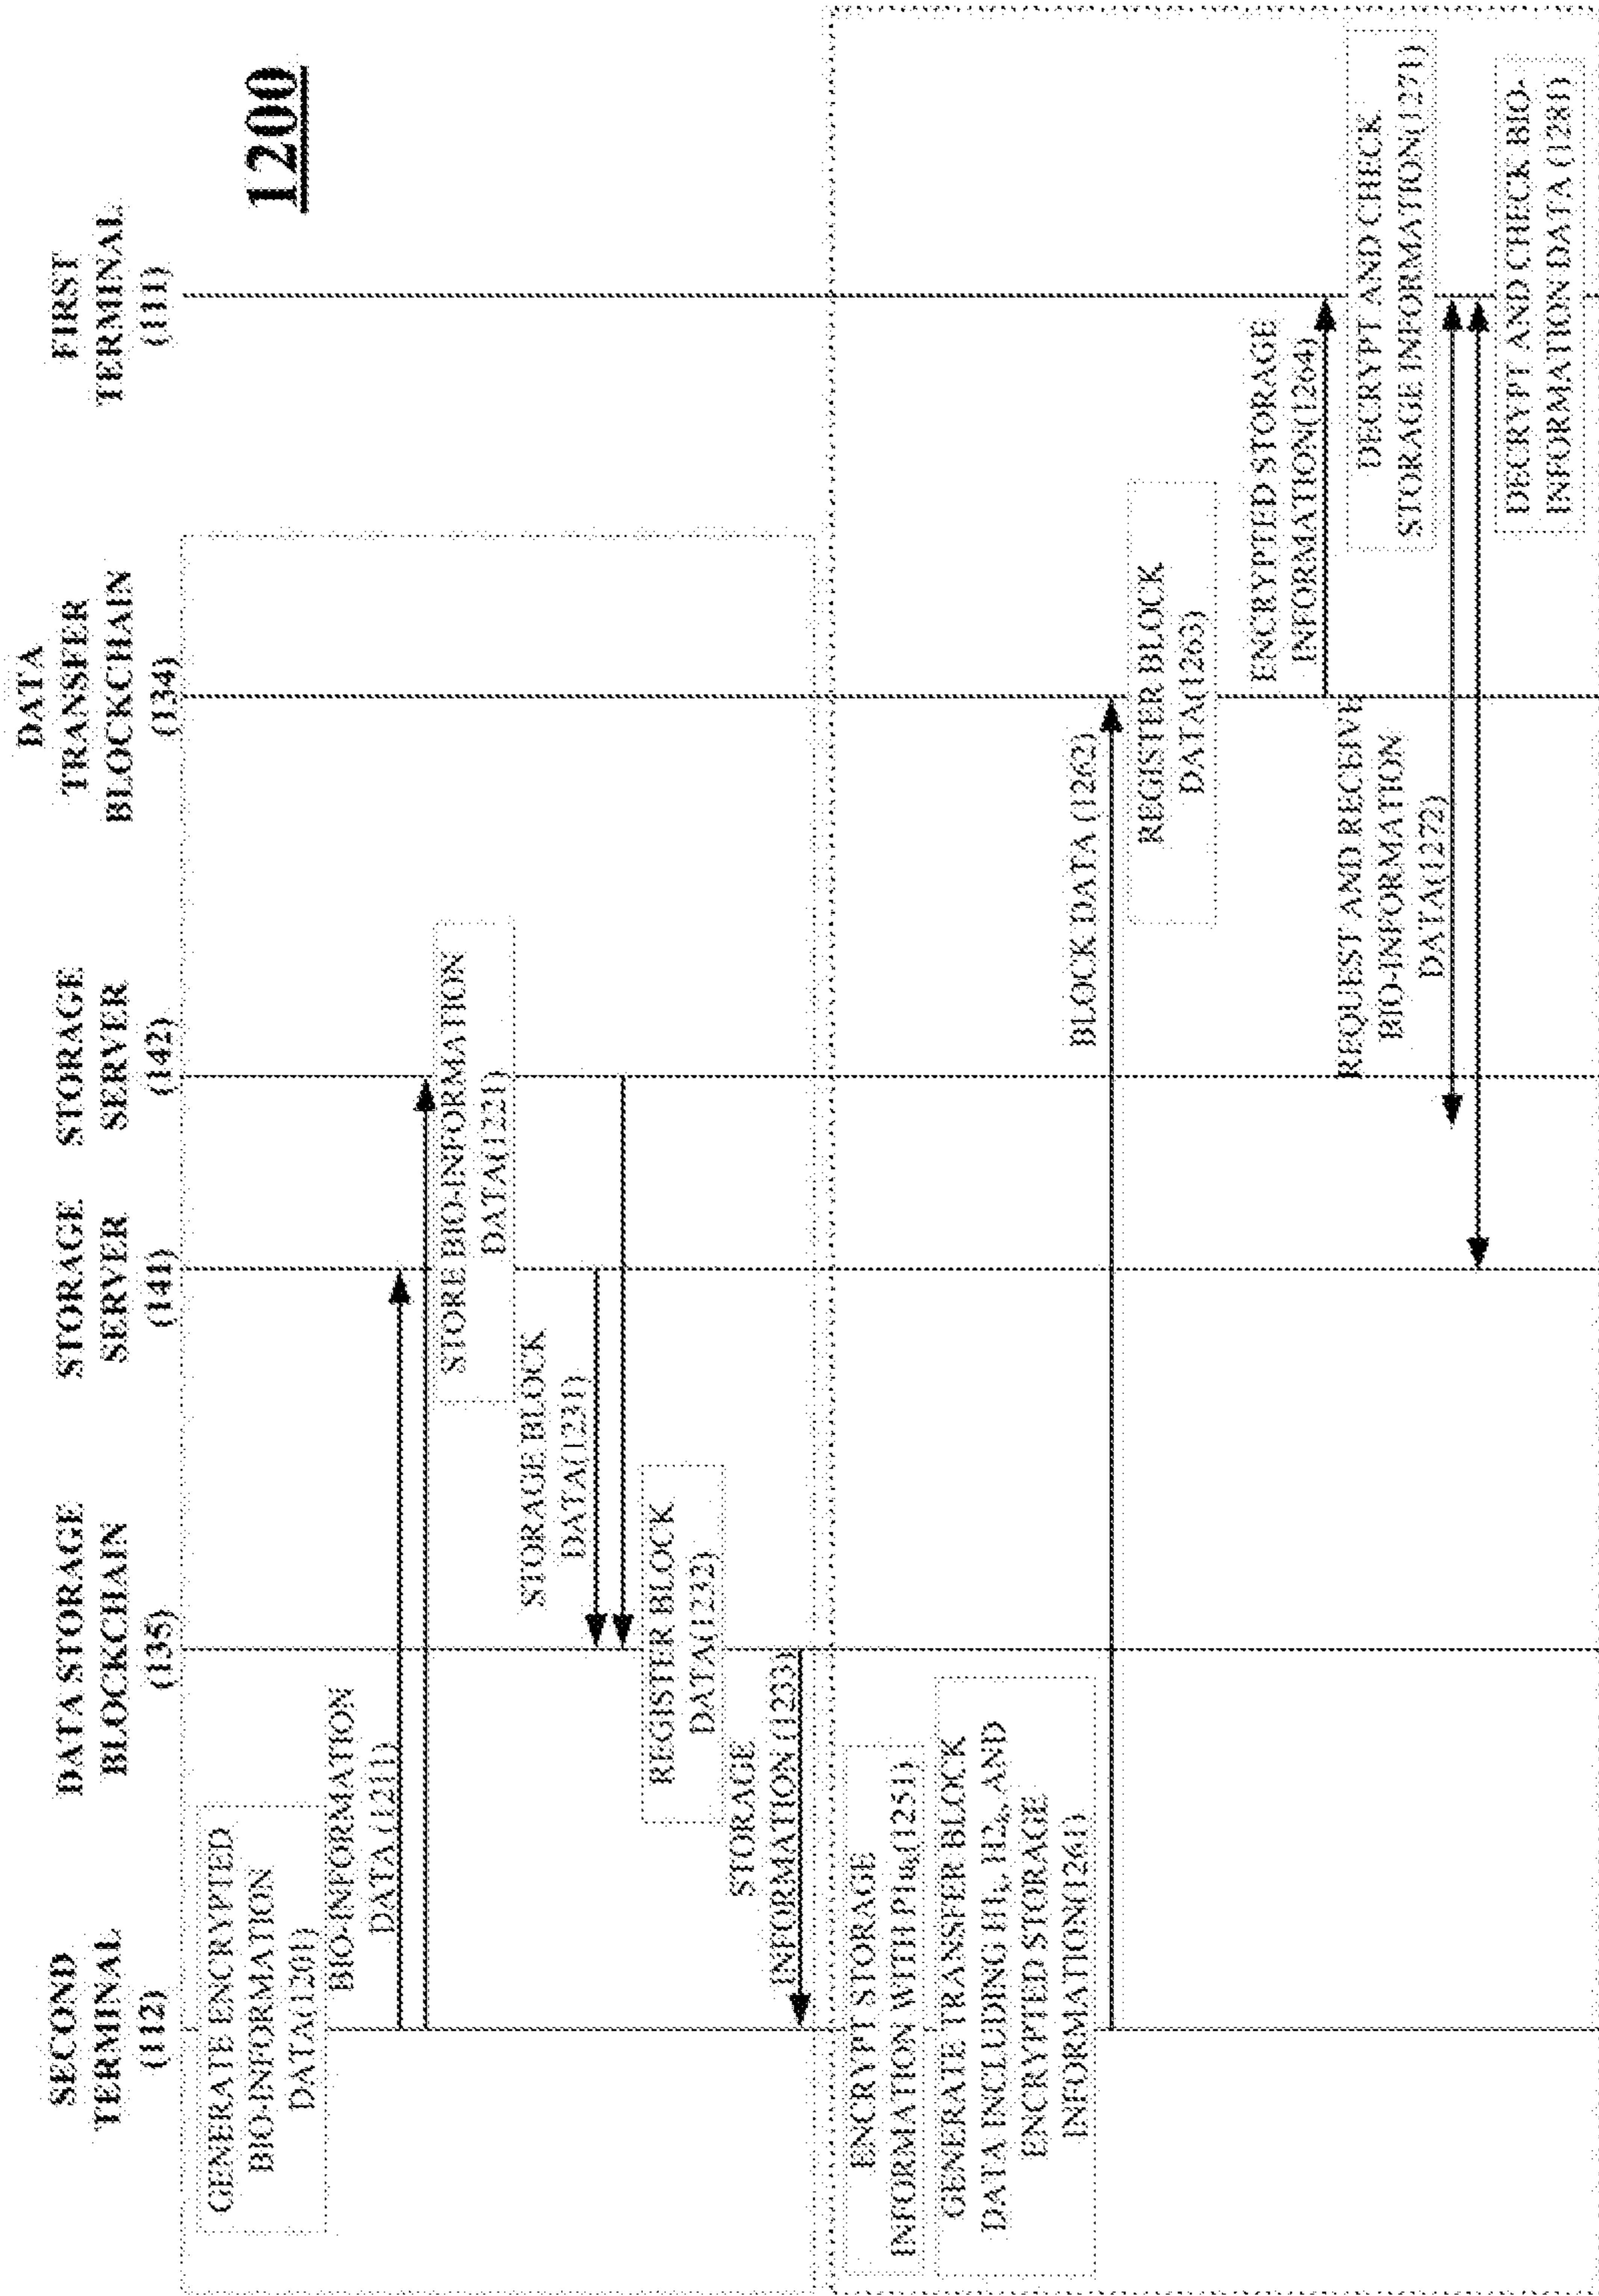 1200
SECOND
TERMINAL
(112)
DATA STORAGE
BLOCKCHAIN
(135)
STORAGE
SERVER
(141)
STORAGE
SERVER
(142)
DATA
TRANSFER
BLOCKCHAIN
(134)
FIRST
TERMINAL
(111)
GENERATE ENCRYPTED
BIO-INFORMATION
DATA(1201)
BIO-INFORMATION
DATA (1211)
STORE BIO-INFORMATION
DATA(1221)
STORAGE BLOCK
DATA(1231)
REGISTER BLOCK
DATA(1232)
STORAGE
INFORMATION (1233)
ENCRYPT STORAGE
INFORMATION WITH (1251)
GENERATE TRANSFER BLOCK
DATA INCLUDING AND
ENCRYPTED STORAGE
INFORMATION(1261)
BLOCK DATA (1262)
REGISTER BLOCK
DATA(1263)
ENCRYPTED STORAGE
INFORMATION(1264)
DECRYPT AND CHECK
STORAGE INFORMATION(1271)
REQUEST AND RECEIVE
BIO-INFORMATION
DATA(1272)
DECRYPT AND CHECK BIO-
INFORMATION DATA (1281)